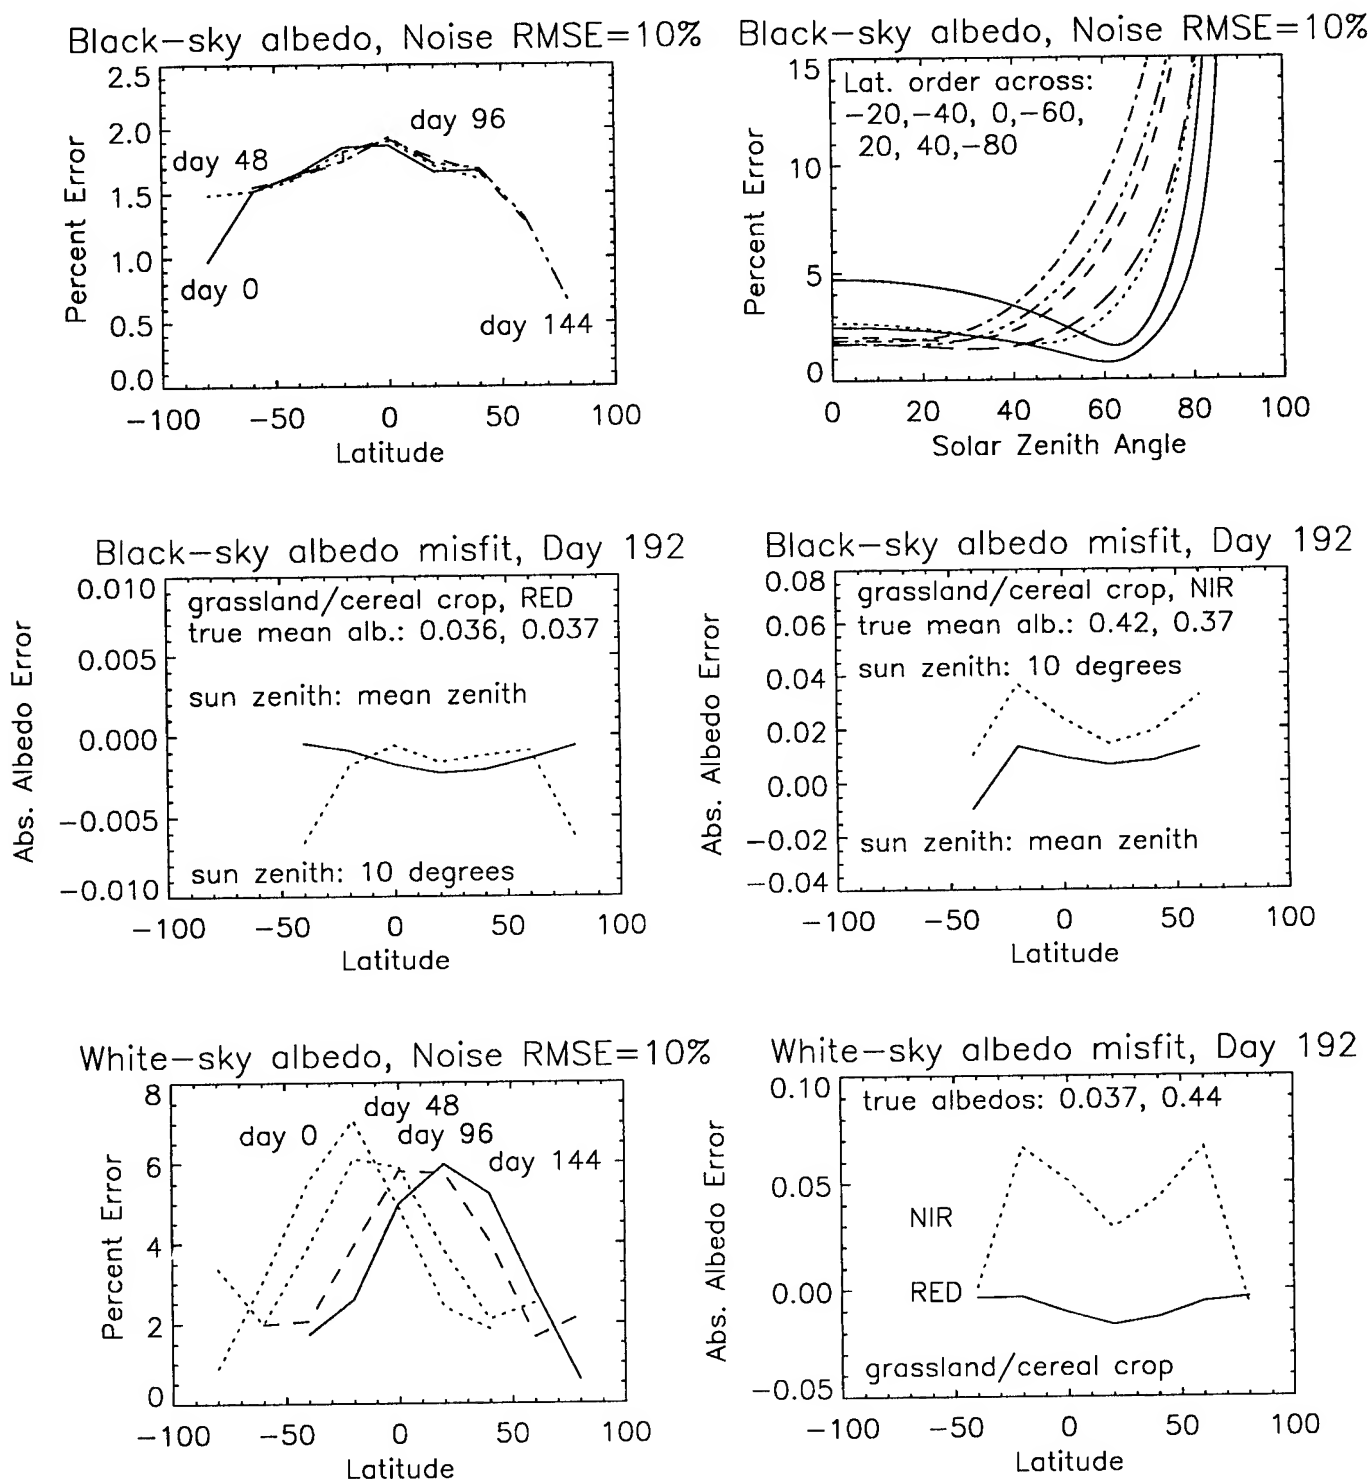 Black-sky albedo, Noise RMSE=10%
2.5
2.0
1.5
1.0
0.5
0.0
Percent Error
day 96
day 48
day 0
day 144
-100 -50 0 50 100
Latitude
Black-sky albedo, Noise RMSE=10%
15
10
5
0
Percent Error
Lat. order across:
-20,-40, 0,-60,
20, 40,-80
0 20 40 60 80 100
Solar Zenith Angle
Black-sky albedo misfit, Day 192
0.010
0.005
0.000
-0.005
-0.010
Abs. Albedo Error
grassland/cereal crop, RED
true mean alb.: 0.036, 0.037
sun zenith: mean zenith
sun zenith: 10 degrees
-100 -50 0 50 100
Latitude
Black-sky albedo misfit, Day 192
0.08
0.06
0.04
0.02
0.00
-0.02
-0.04
Abs. Albedo Error
grassland/cereal crop, NIR
true mean alb.: 0.42, 0.37
sun zenith: 10 degrees
sun zenith: mean zenith
-100 -50 0 50 100
Latitude
White-sky albedo, Noise RMSE=10%
8
6
4
2
0
Percent Error
day 48
day 0
day 96
day 144
-100 -50 0 50 100
Latitude
White-sky albedo misfit, Day 192
0.10
0.05
0.00
-0.05
Abs. Albedo Error
true albedos: 0.037, 0.44
NIR
RED
grassland/cereal crop
-100 -50 0 50 100
Latitude